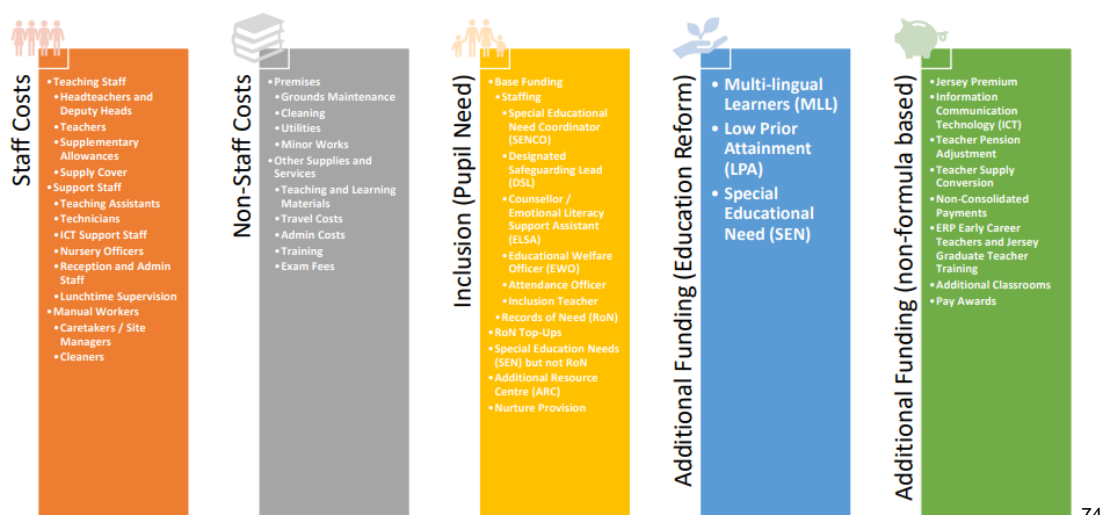 Staff Costs
•Teaching Staff
•Headteachers and
Deputy Heads
•Teachers
•Supplementary
Allowances
•Supply Cover
•Support Staff
•Teaching Assistants
•Technicians
•ICT Support Staff
•Nursery Officers
•Reception and Admin
Staff
•Lunchtime Supervision
•Manual Workers
•Caretakers / Site
Managers
•Cleaners
Non-Staff Costs
•Premises
•Grounds Maintenance
•Cleaning
•Utilities
•Minor Works
•Other Supplies and
Services
•Teaching and Learning
Materials
•Travel Costs
•Admin Costs
•Training
•Exam Fees
Inclusion (Pupil Need)
•Base Funding
•Staffing
•Special Educational
Need Coordinator
(SENCO)
•Designated
Safeguarding Lead
(DSL)
•Counsellor /
Emotional Literacy
Support Assistant
(ELSA)
•Educational Welfare
Officer (EWO)
•Attendance Officer
•Inclusion Teacher
•Records of Need (RoN)
•RoN Top-Ups
•Special Education Needs
(SEN) but not RoN
•Additional Resource
Centre (ARC)
•Nurture Provision
Additional Funding (Education Reform)
• Multi-lingual
Learners (MLL)
• Low Prior
Attainment
(LPA)
• Special
Educational
Need (SEN)
Additional Funding (non-formula based)
•Jersey Premium
•Information
Communication
Technology (ICT)
•Teacher Pension
Adjustment
•Teacher Supply
Conversion
•Non-Consolidated
Payments
•ERP Early Career
Teachers and Jersey
Graduate Teacher
Training
•Additional Classrooms
•Pay Awards
74